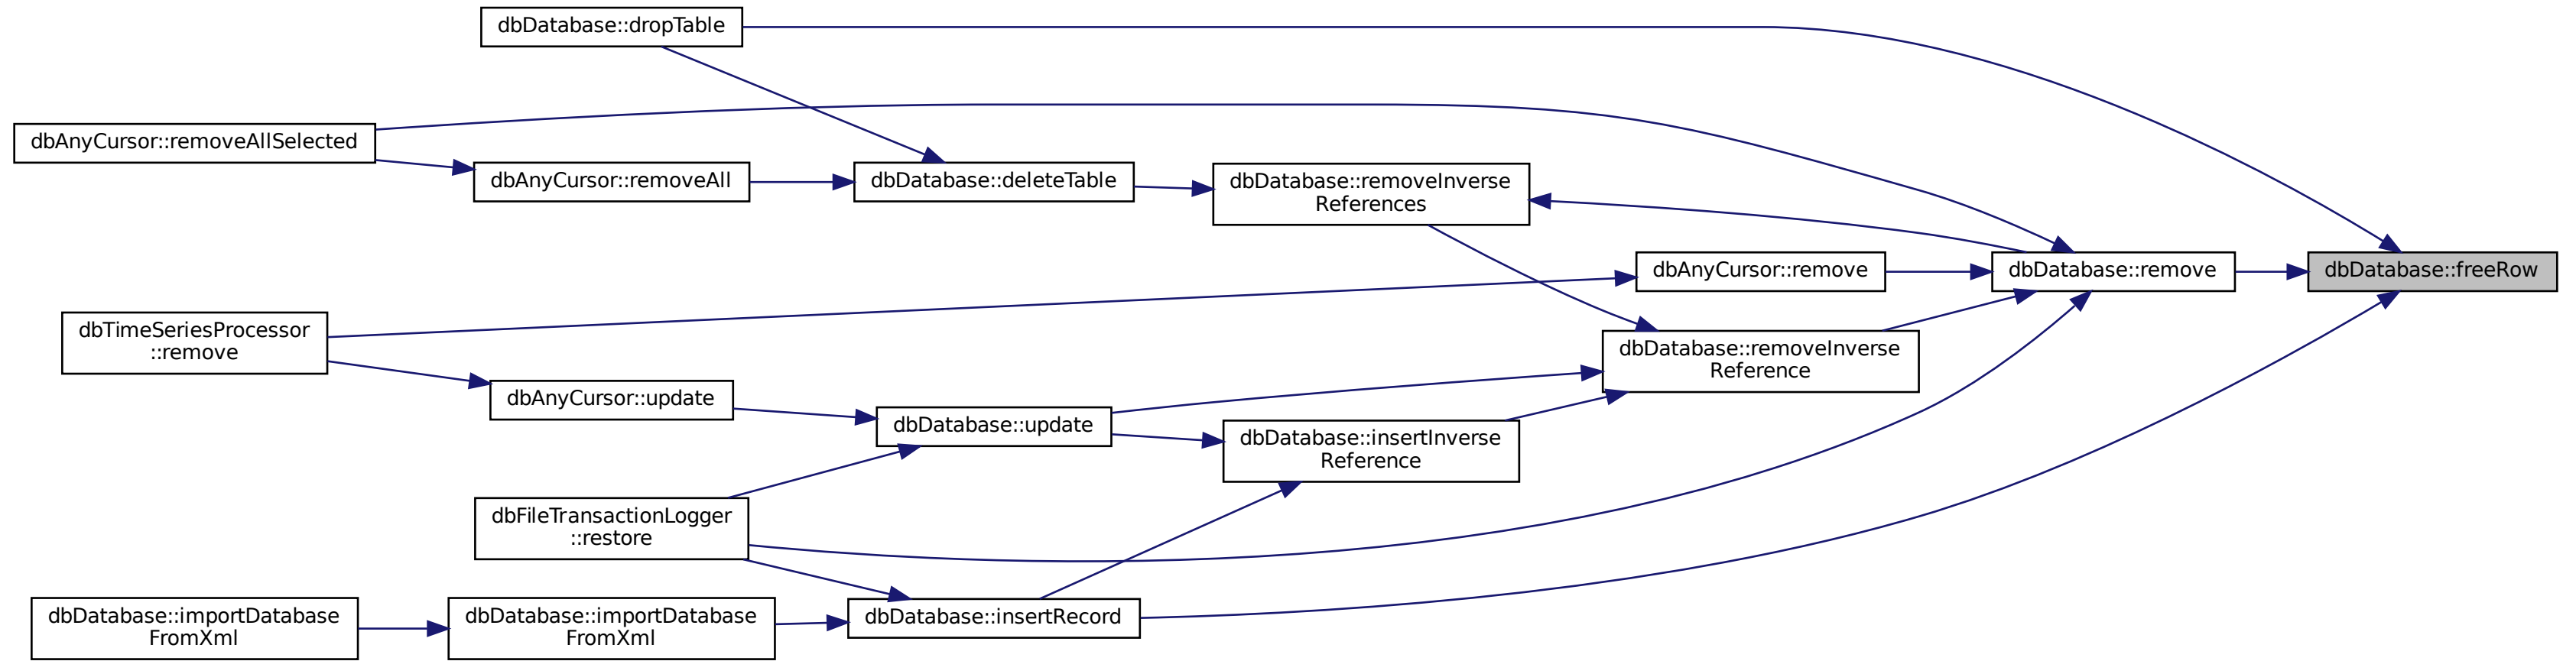 dbDatabase::dropTable
dbAnyCursor::removeAllSelected
dbAnyCursor::removeAll
dbDatabase::deleteTable
dbDatabase::removeInverse
References
dbAnyCursor::remove
dbDatabase::remove
dbDatabase::freeRow
dbTimeSeriesProcessor
::remove
dbDatabase::removeInverse
Reference
dbAnyCursor::update
dbDatabase::update
dbDatabase::insertInverse
Reference
dbFileTransactionLogger
::restore
dbDatabase::importDatabase
FromXml
dbDatabase::importDatabase
FromXml
dbDatabase::insertRecord